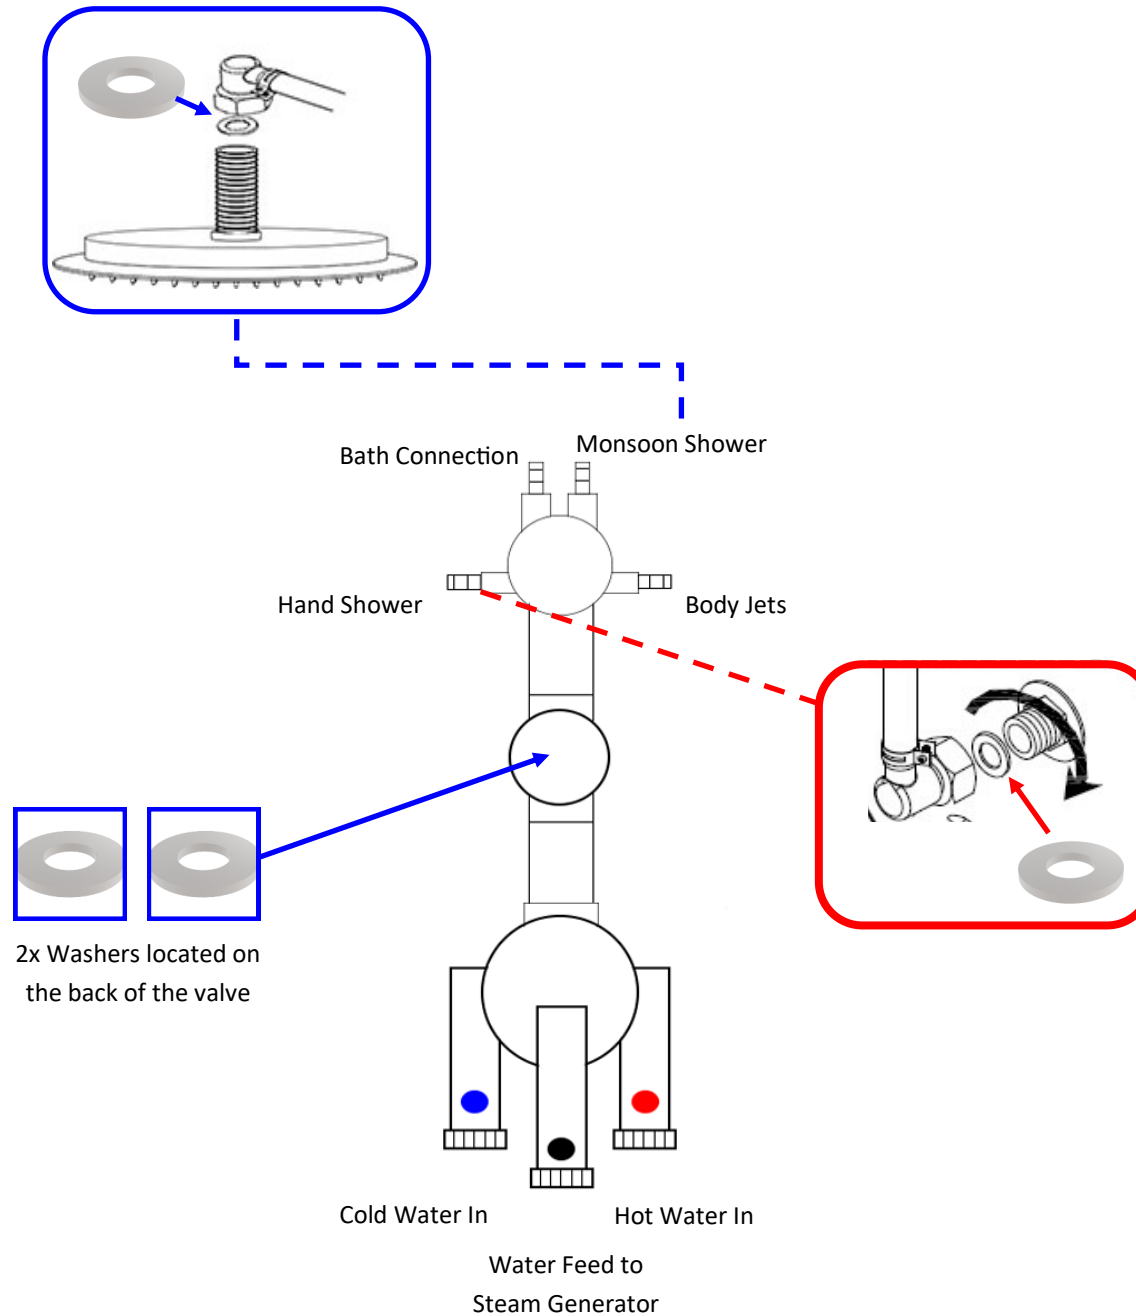 Bath Connection
Monsoon Shower
Hand Shower
Body Jets
2x Washers located on
the back of the valve
Cold Water In
Hot Water In
Water Feed to
Steam Generator